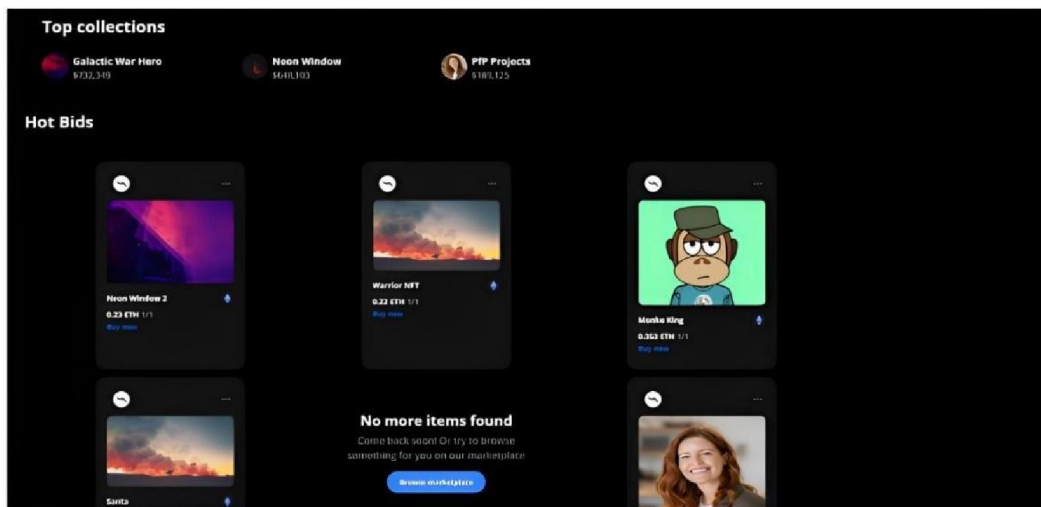 Top collections
Galactic War Hero
$732,349
Neon Window
PfP Projects
$189,125
Hot Bids
Neon Window 2
0.23 ETH 1/1
Buy now
Warrior NFT
0.22 ETH 1/1
Buy now
Monke King
0.353 ETH 1/1
Buy now
Santa
No more items found
Come back soon! Or try to browse
something for you on our marketplace
Browse marketplace